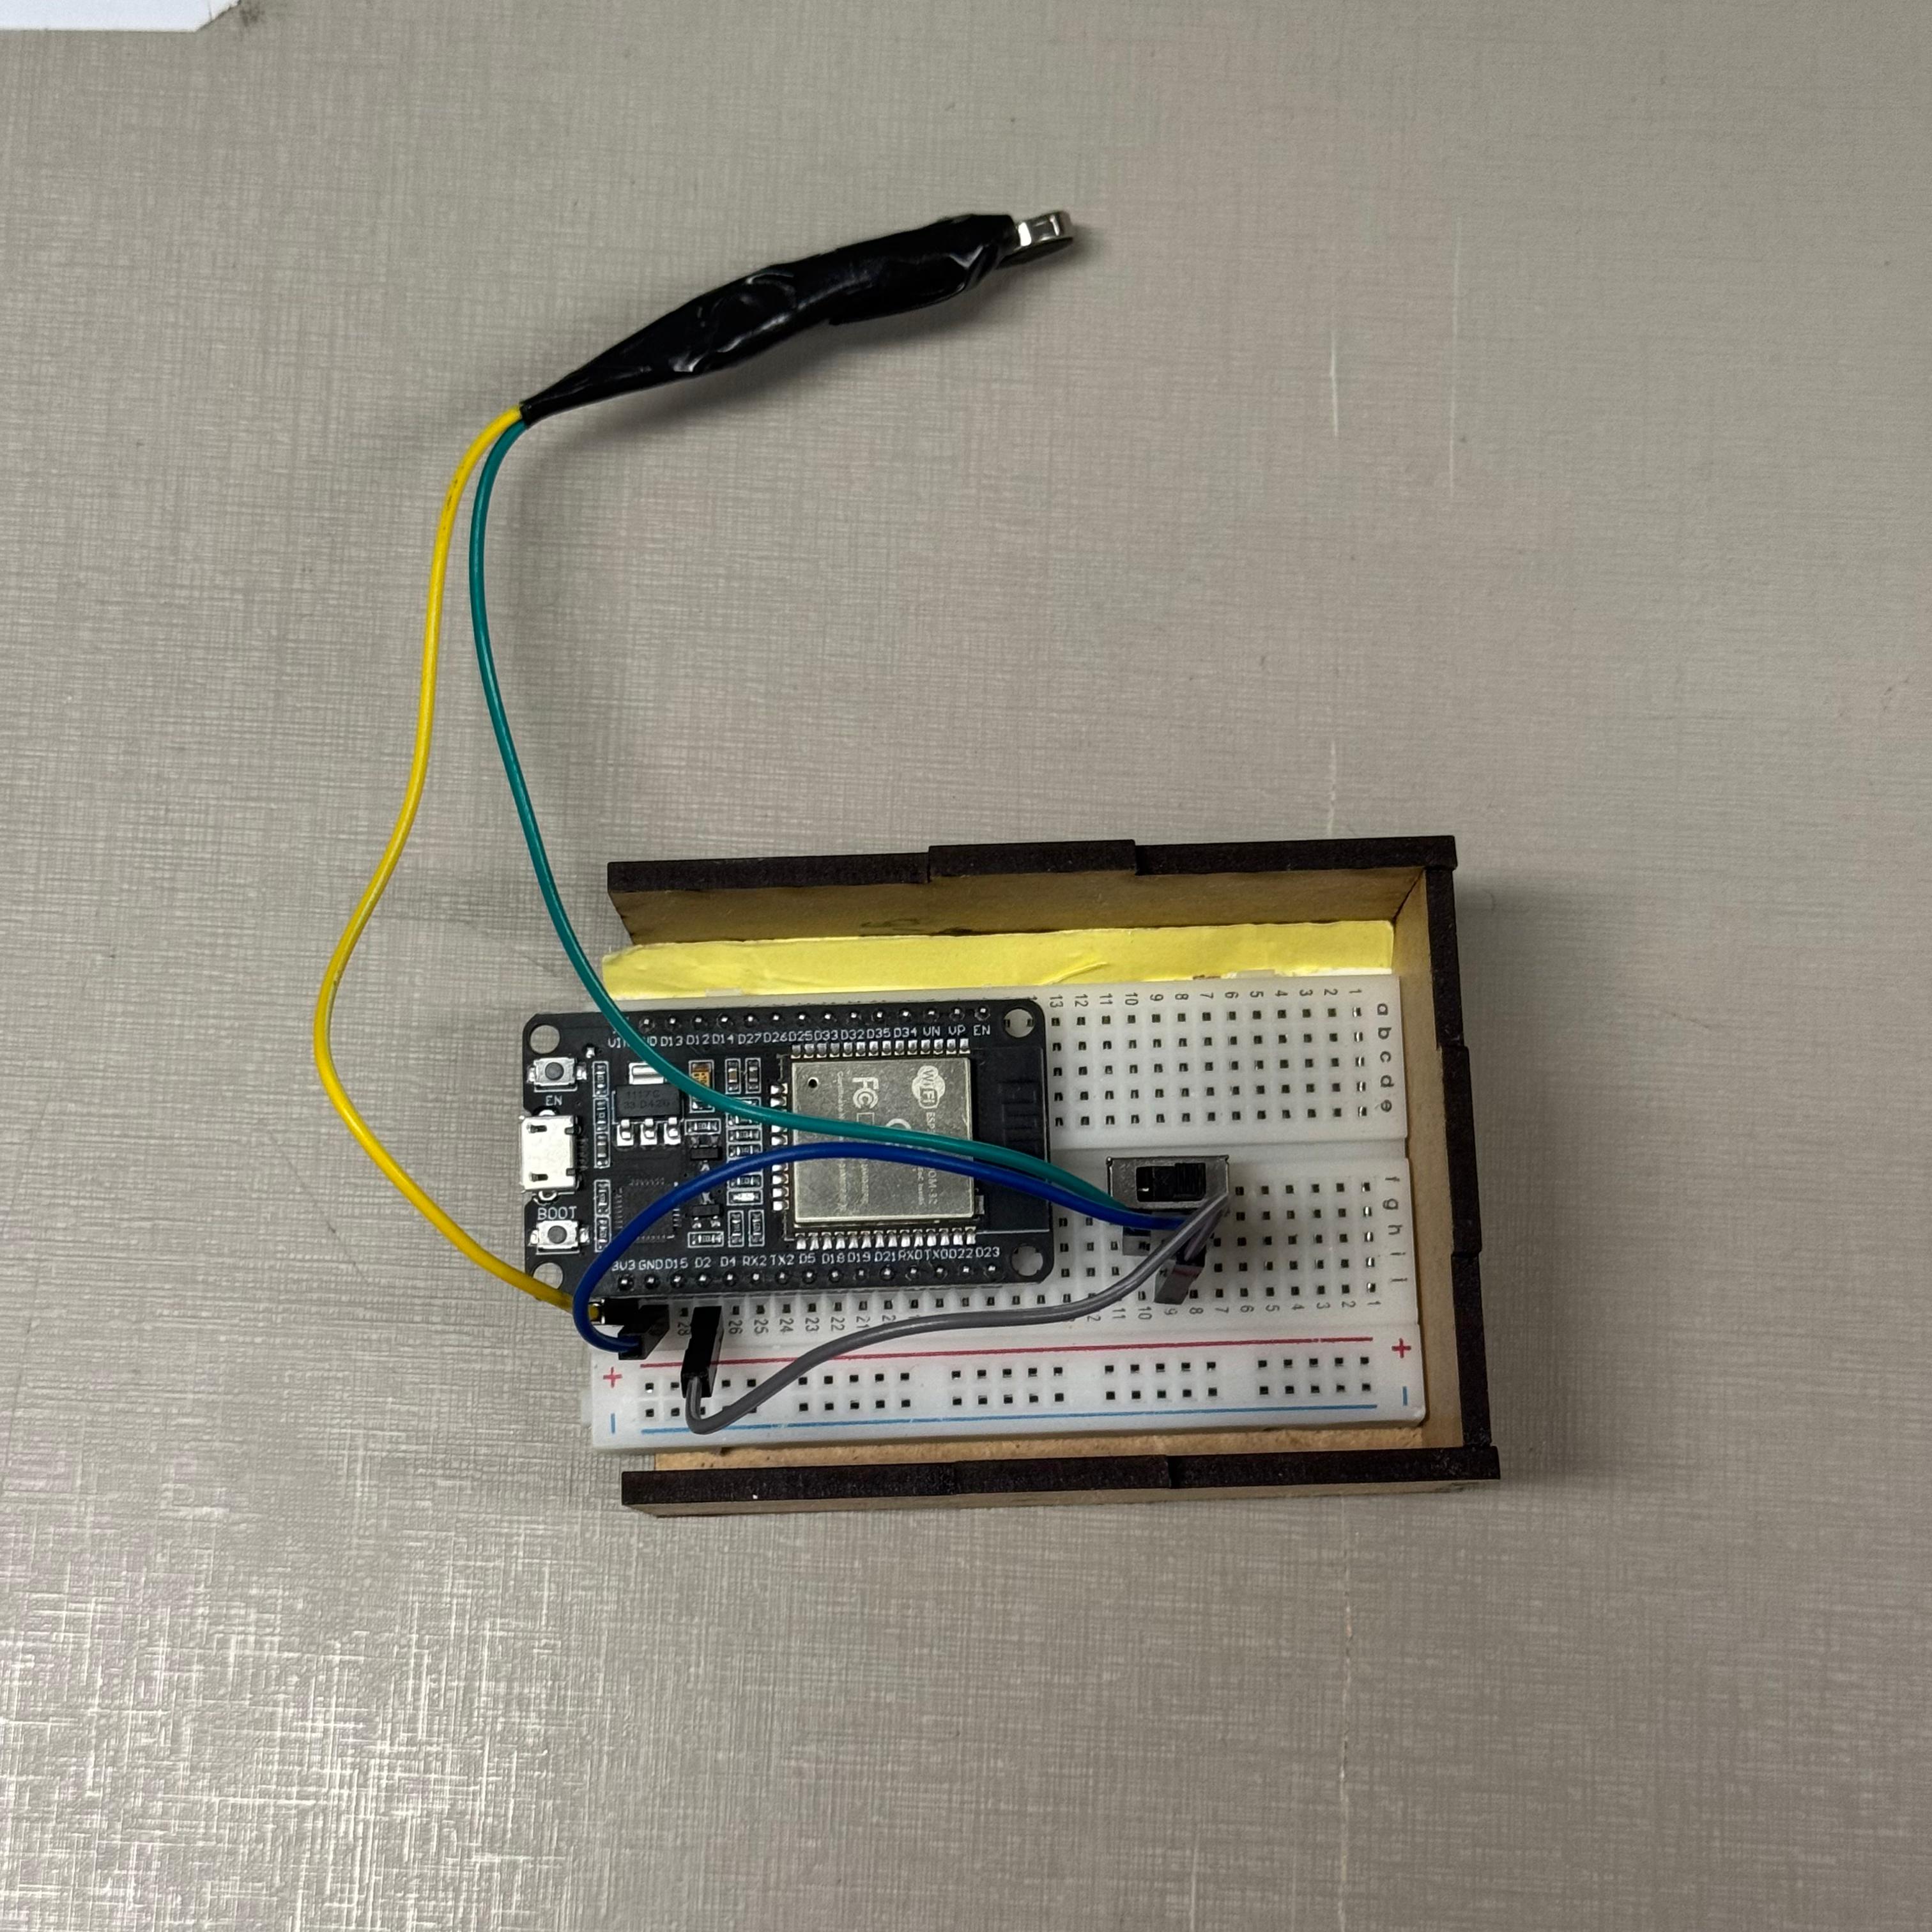 13 12 11 10 9 8 7 6 5 4 3 2 1
a b c d e
D13 D12 D14 D27 D26 D25 D33 D32 D35 D34 VN VP EN
EN
FC
WiFi
BOOT
f g h i j
3V3 GND D15 D2 D4 RX2 TX2 D5 D18 D19 D21 RX0 TX0 D22 D23
28 26 25 24 23 22 21 11 10 9 8 7 6 5 4 3 2 1
+ +
- -